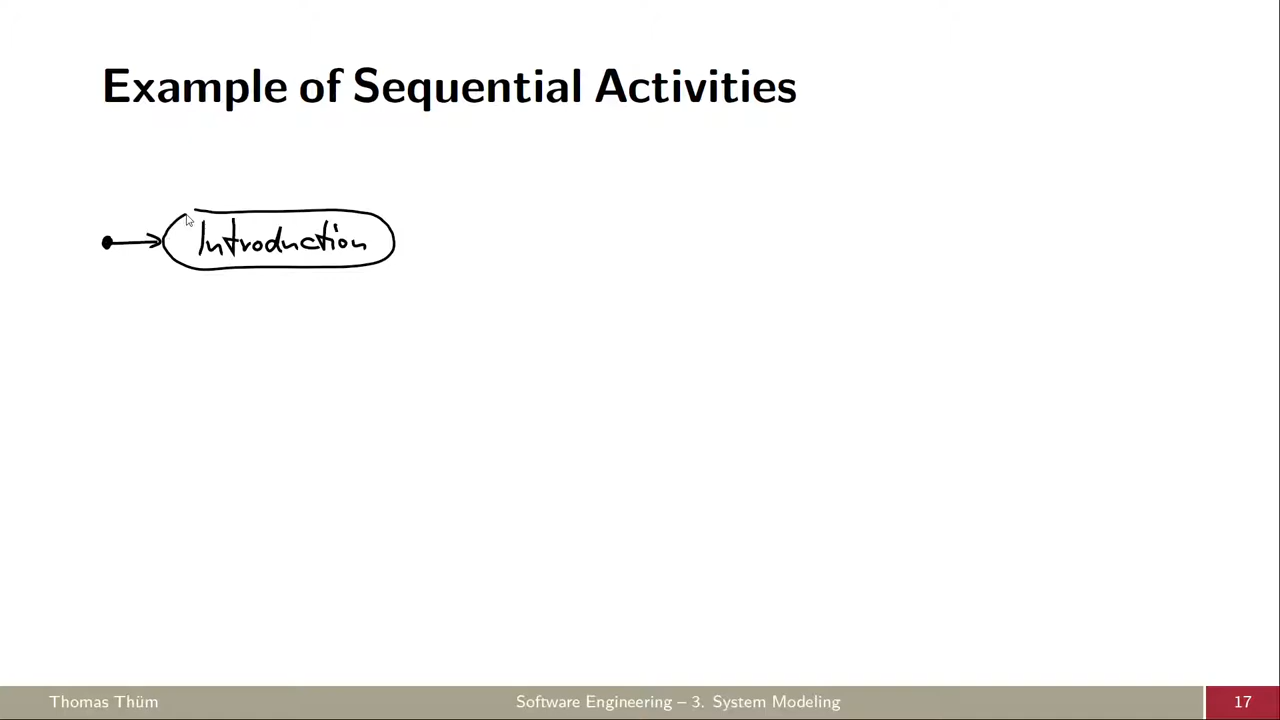 Example of Sequential Activities
Introduction
Thomas Thüm
Software Engineering – 3. System Modeling
17